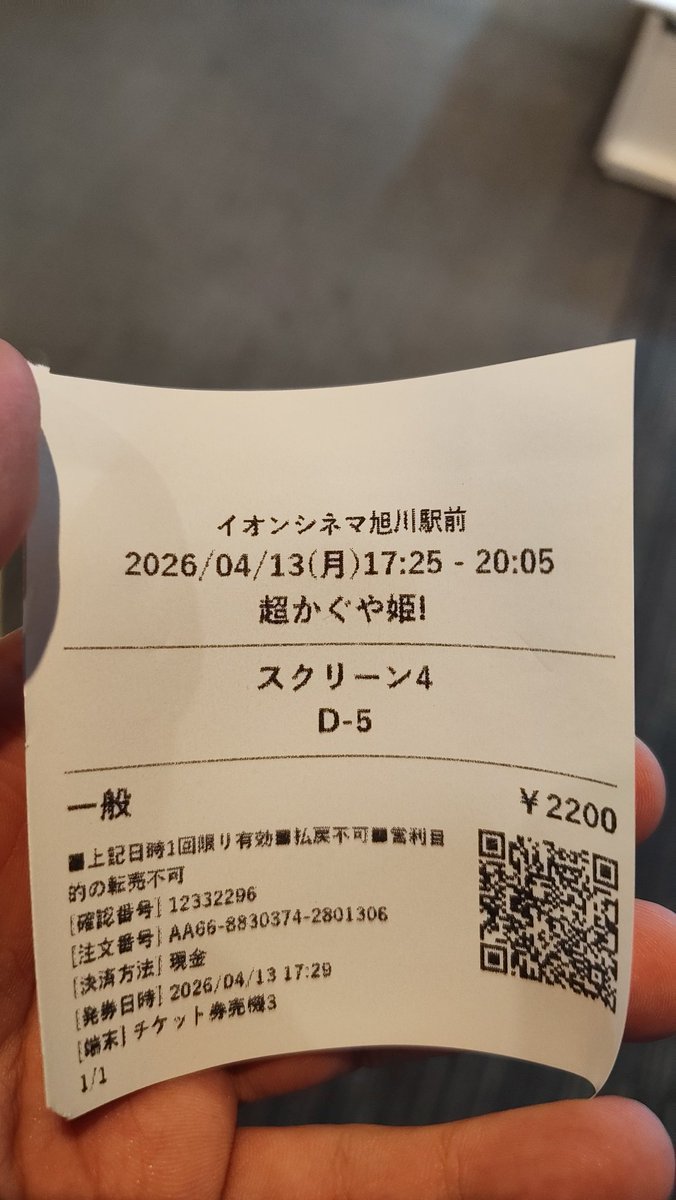 イオンシネマ旭川駅前
2026/04/13(月)17:25 - 20:05
超かぐや姫!
スクリーン4
D-5
一般
¥2200
■上記日時1回限り有効■払戻不可■営利目
的の転売不可
[確認番号] 12332296
[注文番号] AA66-8830374-2801306
[決済方法] 現金
[発券日時] 2026/04/13 17:29
[端末] チケット券売機3
1/1